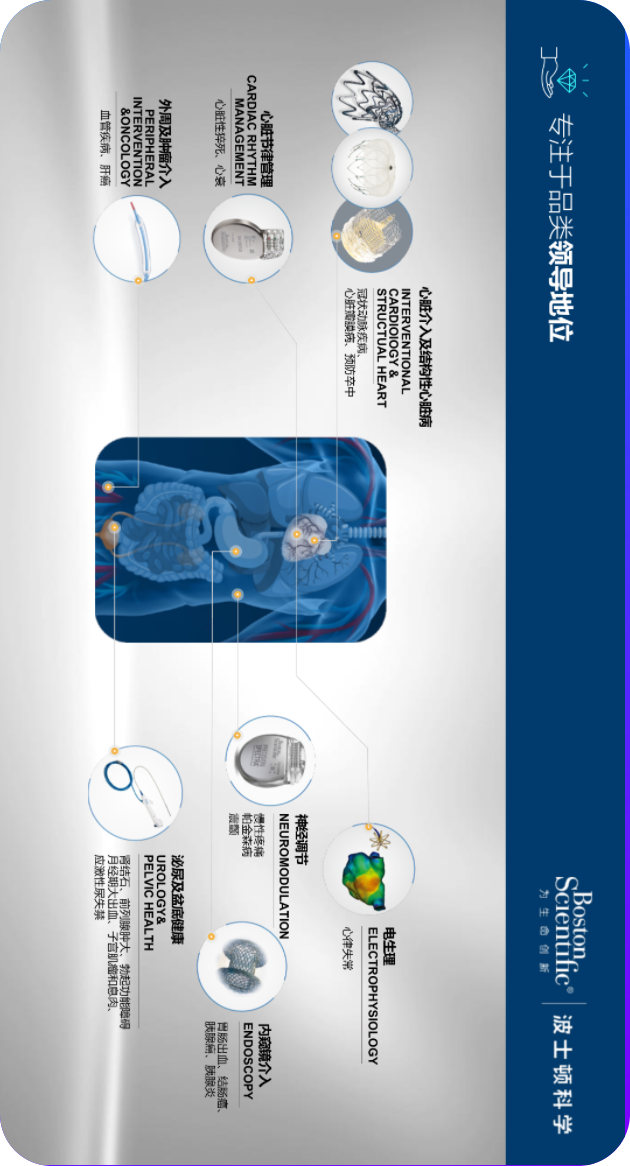 专注于品类领导地位
Boston
Scientific®
为生命创新
波士顿科学
心脏介入及结构性心脏病
INTERVENTIONAL
CARDIOlOGY &
STRUCTUAL HEART
冠状动脉疾病、
心脏瓣膜病、预防卒中
心脏节律管理
CARDIAC RHYTHM
MANAGEMENT
心脏性猝死、心衰
外周及肿瘤介入
PERIPHERAL
INTERVENTION
&ONCOLOGY
血管疾病、肝癌
电生理
ELECTROPHYSIOLOGY
心律失常
神经调节
NEUROMODULATION
慢性疼痛
帕金森病
震颤
内窥镜介入
ENDOSCOPY
胃肠出血、结肠癌、
胰腺癌、胰腺炎
泌尿及盆底健康
UROLOGY&
PELVIC HEALTH
肾结石、前列腺肿大、勃起功能障碍
月经期大出血、子宫肌瘤和息肉、
应激性尿失禁